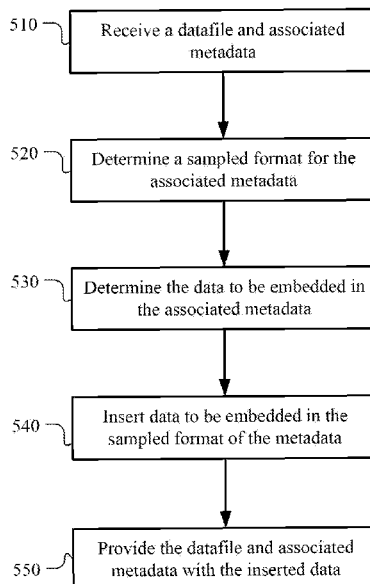 510
Receive a datafile and associated
metadata
520
Determine a sampled format for the
associated metadata
530
Determine the data to be embedded in
the associated metadata
540
Insert data to be embedded in the
sampled format of the metadata
550
Provide the datafile and associated
metadata with the inserted data